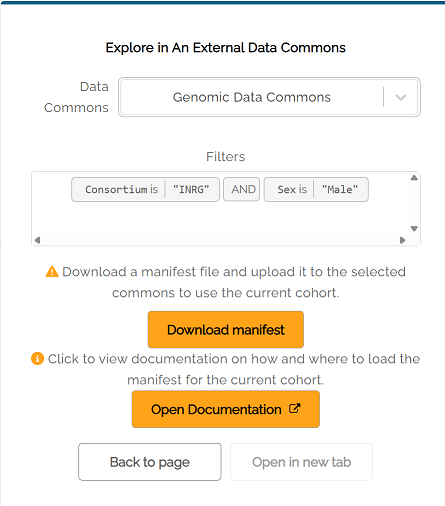 Explore in An External Data Commons
Data
Commons
Genomic Data Commons
Filters
Consortium is "INRG" AND Sex is "Male"
Download a manifest file and upload it to the selected
commons to use the current cohort.
Download manifest
Click to view documentation on how and where to load the
manifest for the current cohort.
Open Documentation
Back to page
Open in new tab